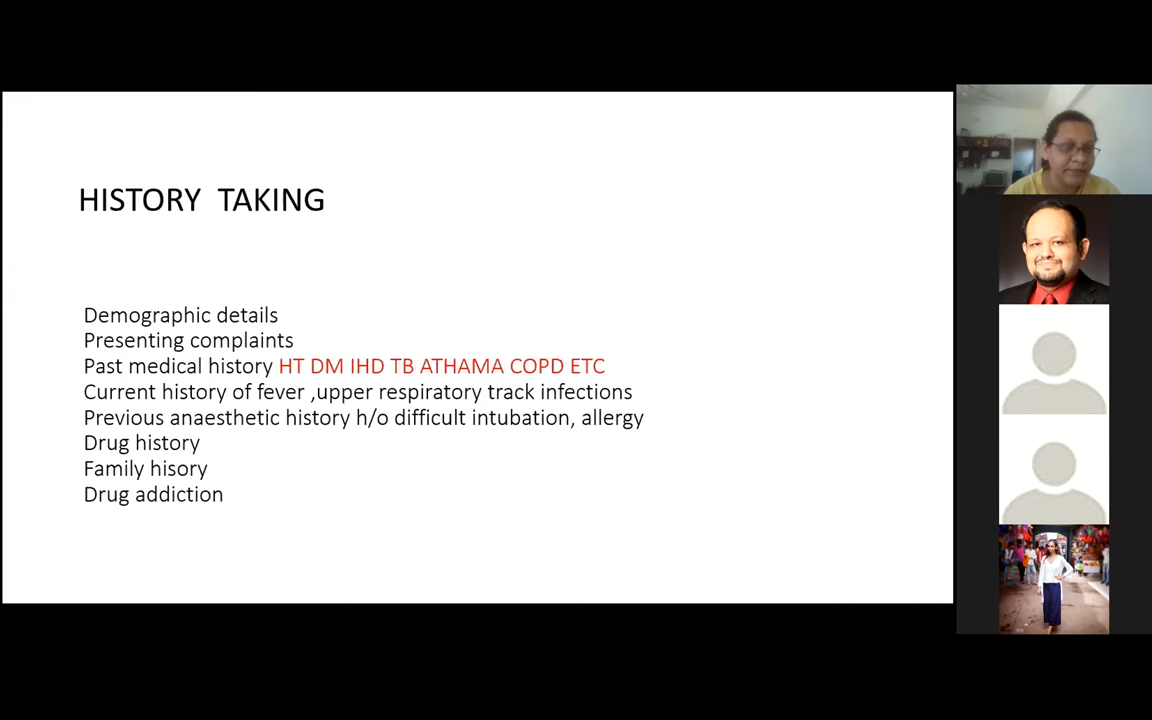 HISTORY TAKING
Demographic details
Presenting complaints
Past medical history HT DM IHD TB ATHAMA COPD ETC
Current history of fever ,upper respiratory track infections
Previous anaesthetic history h/o difficult intubation, allergy
Drug history
Family hisory
Drug addiction